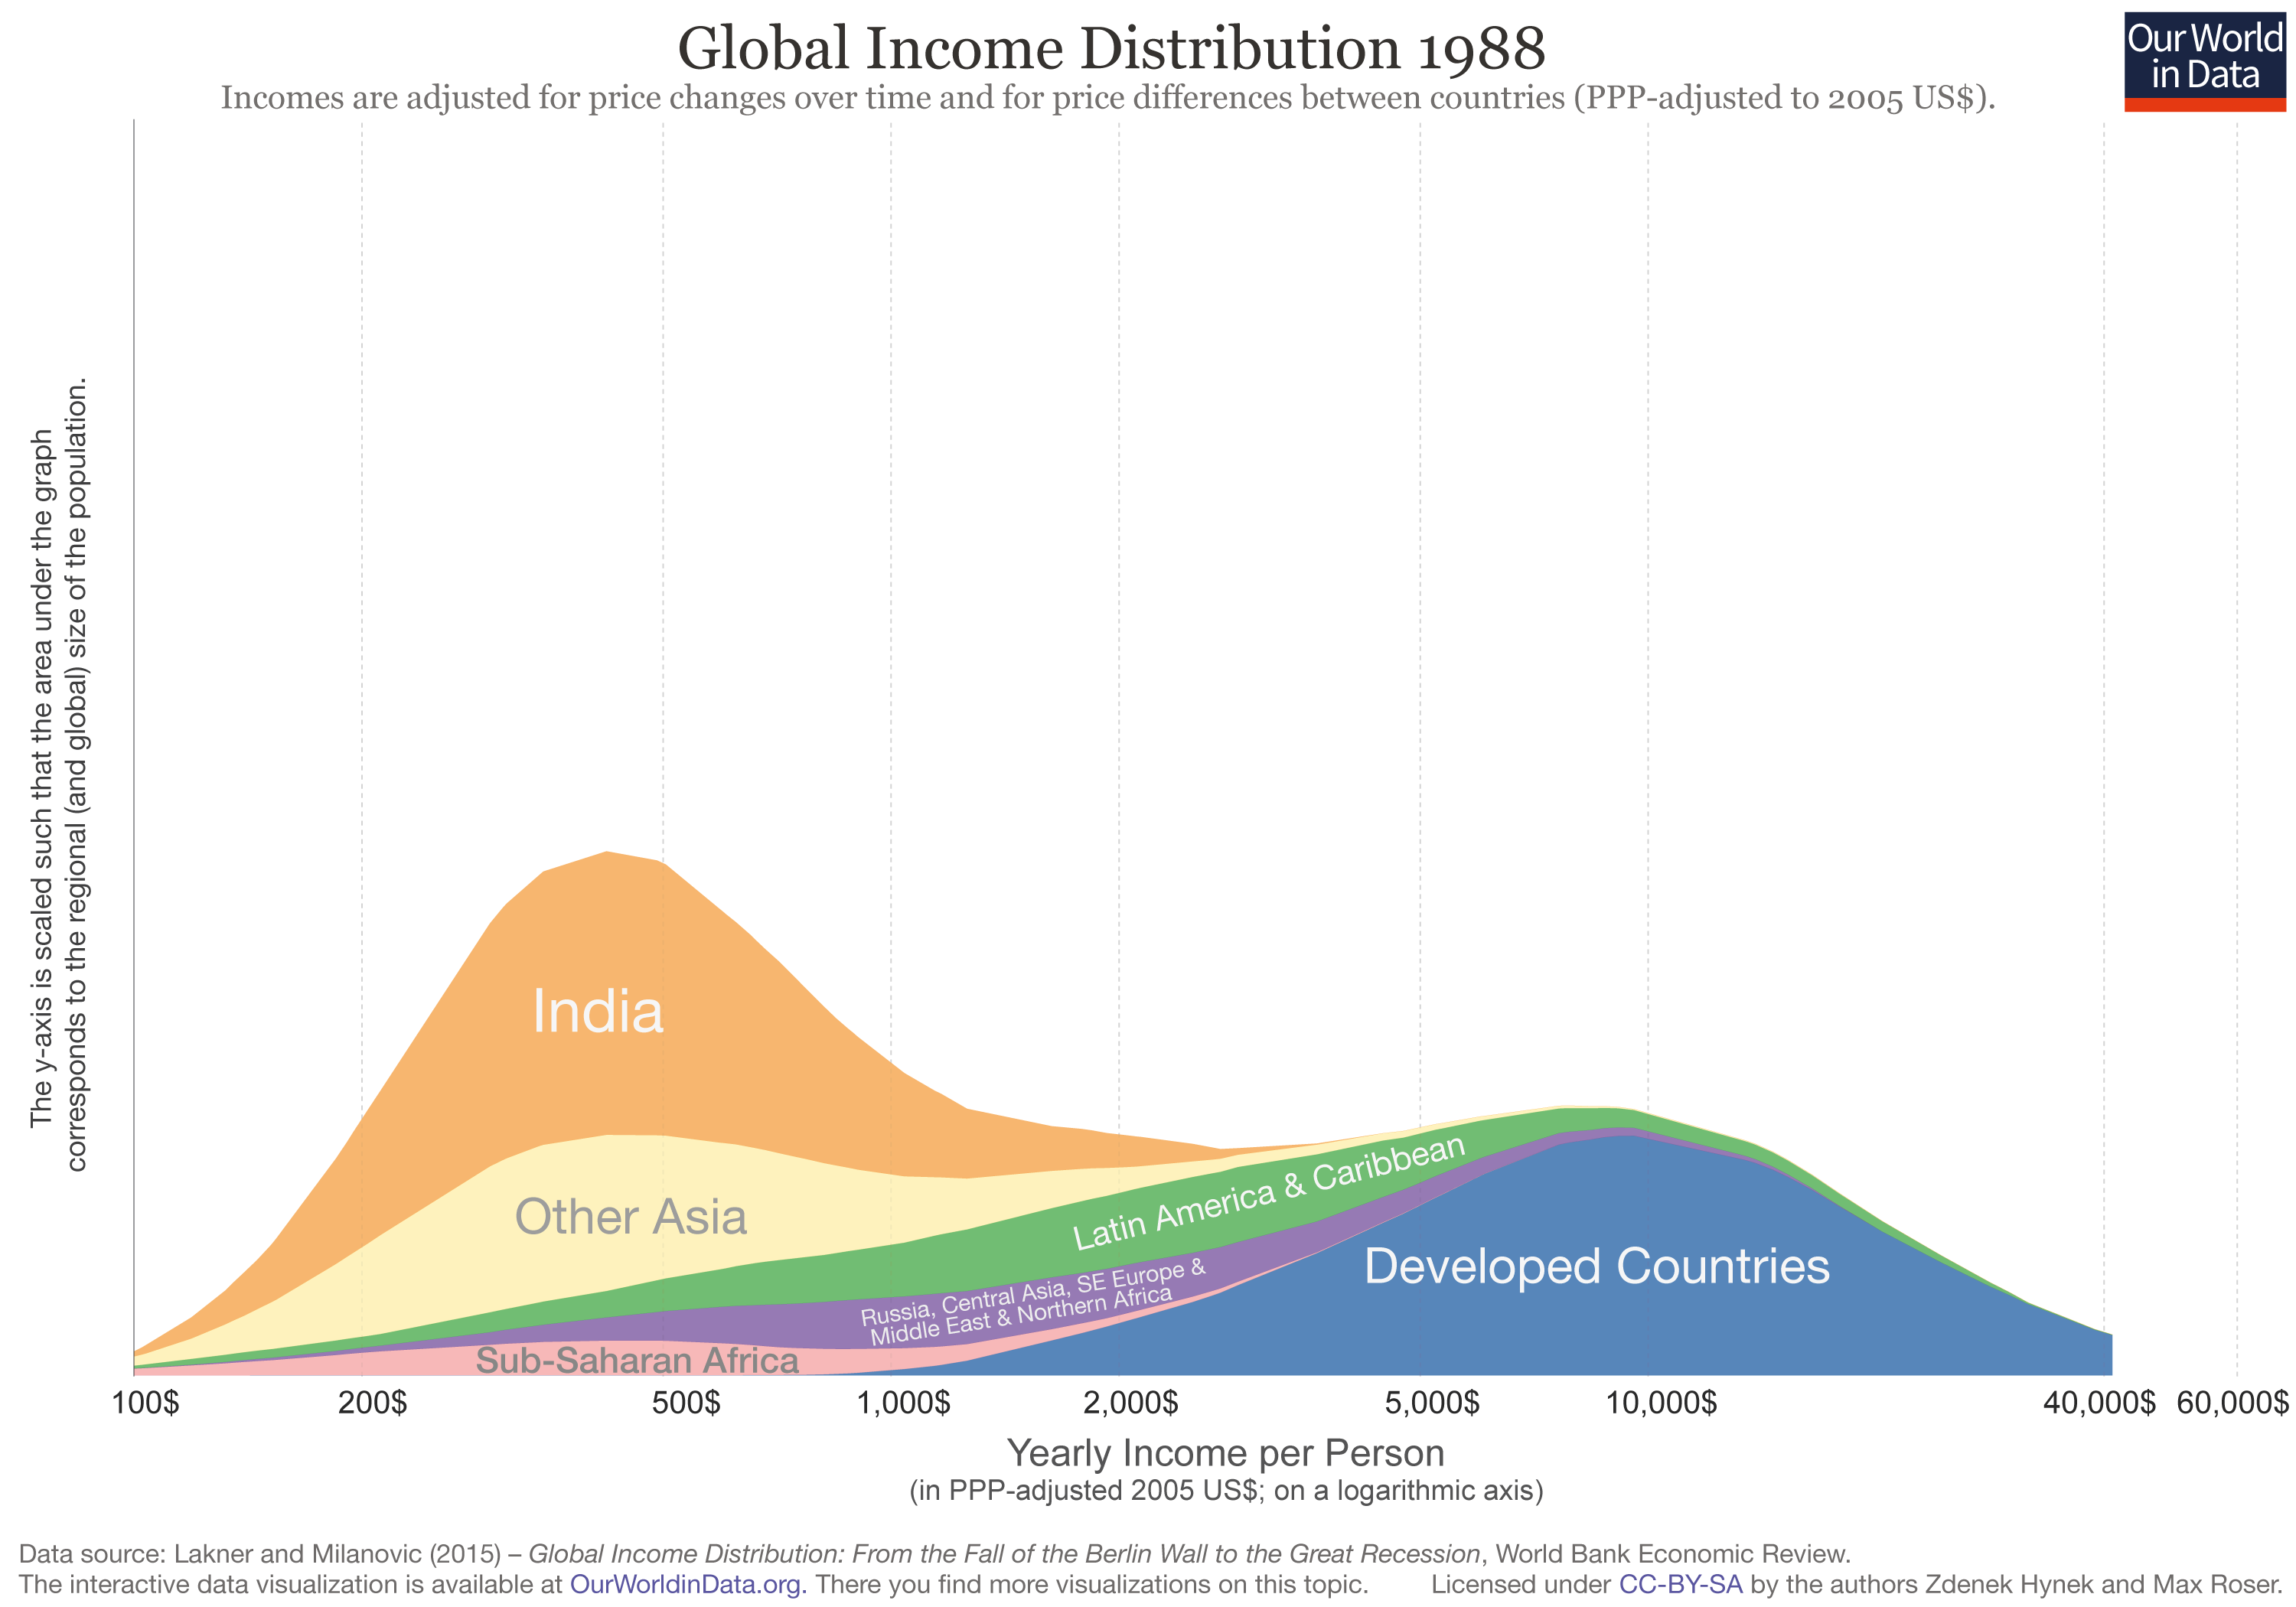 Global Income Distribution 1988
Incomes are adjusted for price changes over time and for price differences between countries (PPP-adjusted to 2005 US$).
Our World
in Data
The y-axis is scaled such that the area under the graph
corresponds to the regional (and global) size of the population.
India
Other Asia
Latin America & Caribbean
Russia, Central Asia, SE Europe &
Middle East & Northern Africa
Sub-Saharan Africa
Developed Countries
100$ 200$ 500$ 1,000$ 2,000$ 5,000$ 10,000$ 40,000$ 60,000$
Yearly Income per Person
(in PPP-adjusted 2005 US$; on a logarithmic axis)
Data source: Lakner and Milanovic (2015) – Global Income Distribution: From the Fall of the Berlin Wall to the Great Recession, World Bank Economic Review.
The interactive data visualization is available at OurWorldinData.org. There you find more visualizations on this topic. Licensed under CC-BY-SA by the authors Zdenek Hynek and Max Roser.